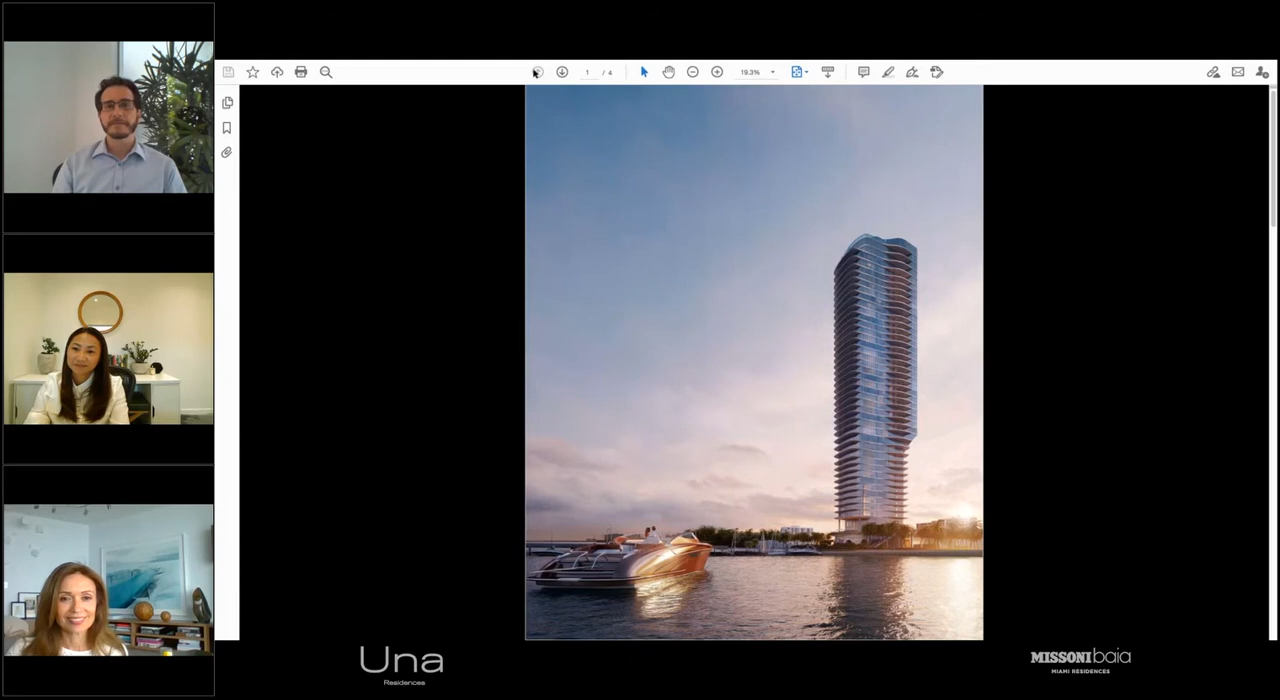 1 / 4
19.3%
Una
Residences
MISSONI baia
MIAMI RESIDENCES